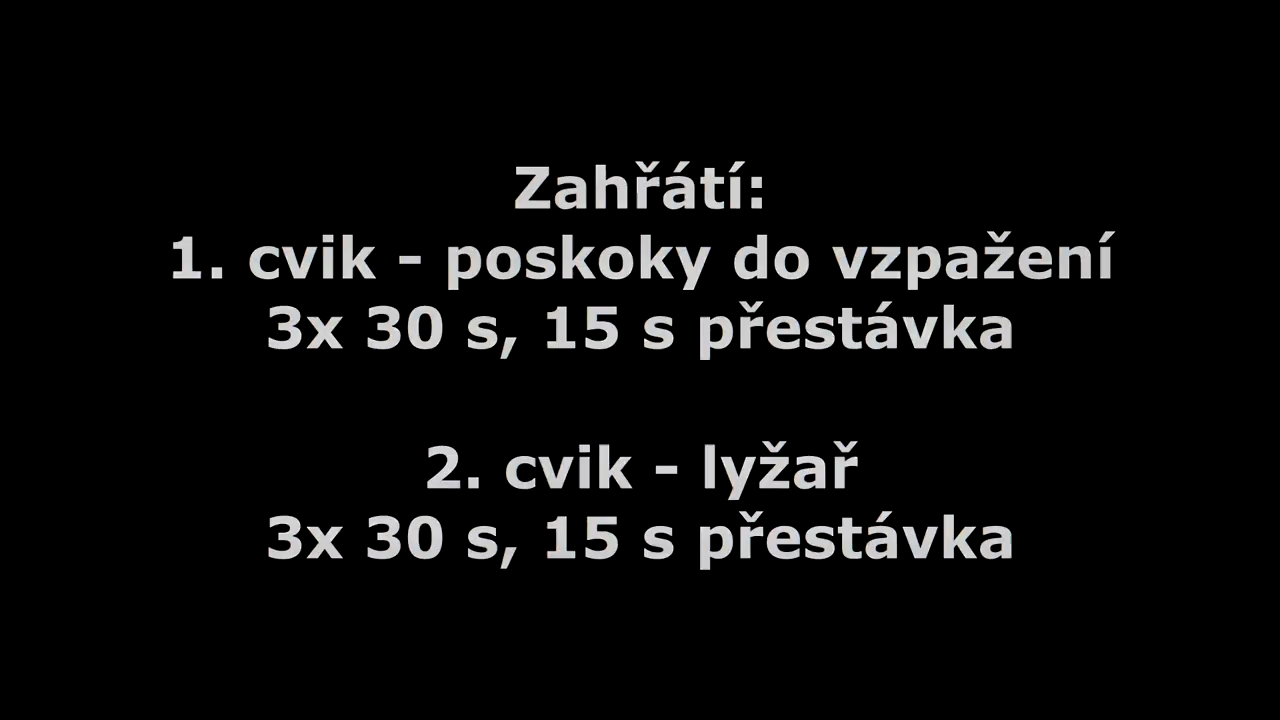 Zahřátí:
1. cvik - poskoky do vzpažení
3x 30 s, 15 s přestávka
2. cvik - lyžař
3x 30 s, 15 s přestávka